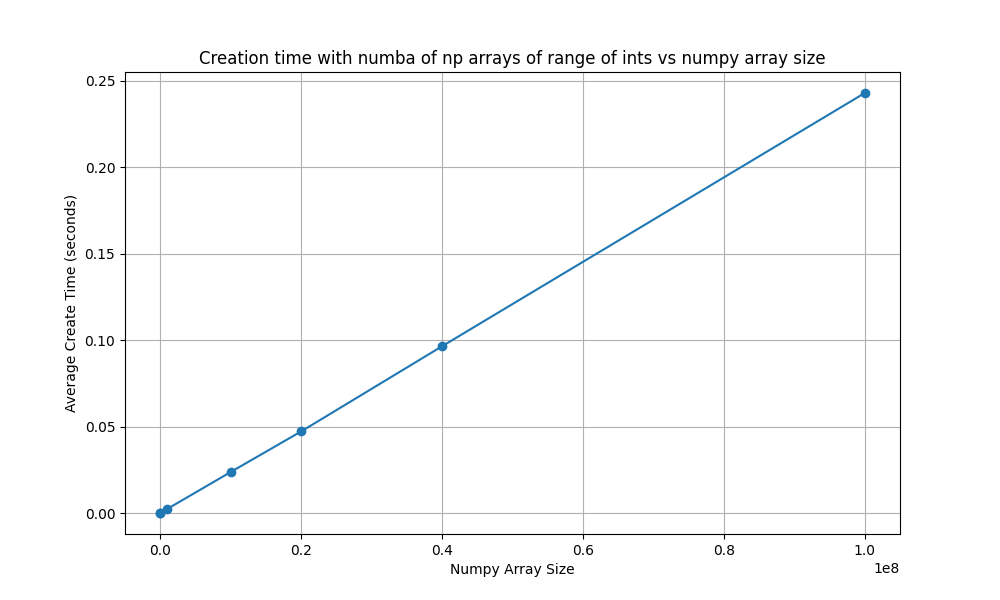 Creation time with numba of np arrays of range of ints vs numpy array size
0.25
0.20
0.15
0.10
0.05
0.00
Average Create Time (seconds)
0.0 0.2 0.4 0.6 0.8 1.0
1e8
Numpy Array Size